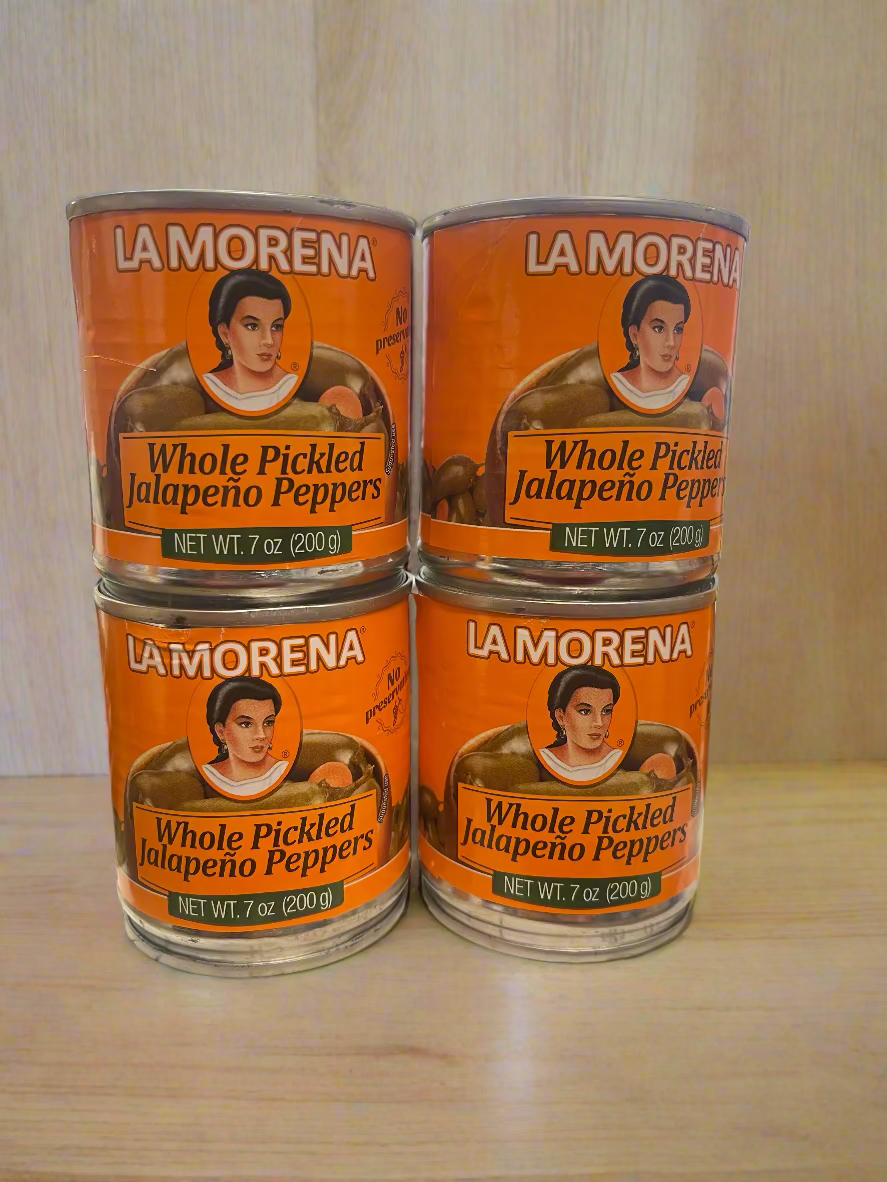 LA MORENA®
No
®
Whole Pickled
Jalapeño Peppers
NET WT. 7 oz (200 g)
LA MORENA
®
Whole Pickled
Jalapeño Peppers
NET WT. 7 oz (200 g)
LA MORENA®
No
®
Whole Pickled
Jalapeño Peppers
NET WT. 7 oz (200 g)
LA MORENA®
®
Whole Pickled
Jalapeño Peppers
NET WT. 7 oz (200 g)